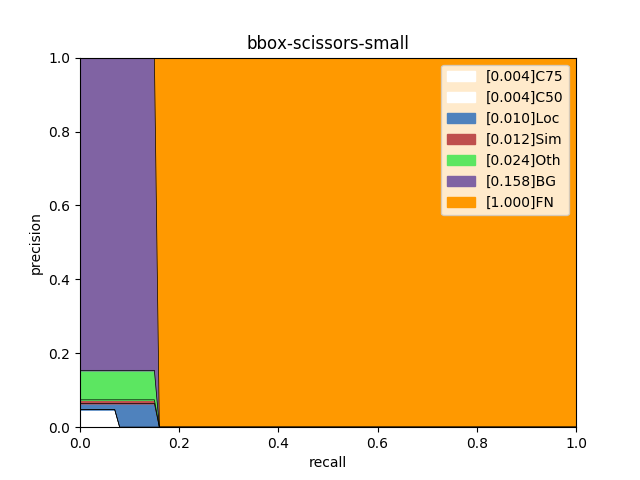 bbox-scissors-small
1.0
0.8
0.6
0.4
0.2
0.0
precision
[0.004]C75
[0.004]C50
[0.010]Loc
[0.012]Sim
[0.024]Oth
[0.158]BG
[1.000]FN
0.0 0.2 0.4 0.6 0.8 1.0
recall